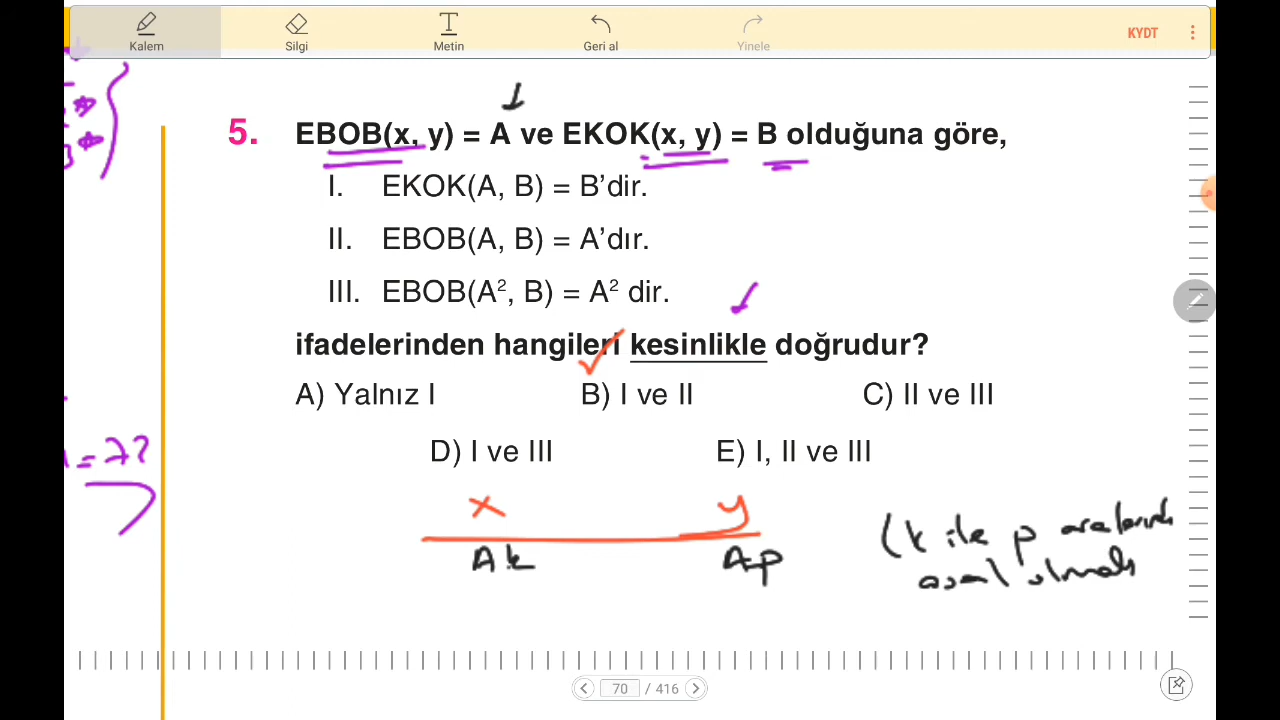 Kalem Silgi Metin Geri al Yinele KYDT
5. EBOB(x, y) = A ve EKOK(x, y) = B olduğuna göre,
I. EKOK(A, B) = B'dir.
II. EBOB(A, B) = A'dır.
III. EBOB(A², B) = A² dir.
ifadelerinden hangileri kesinlikle doğrudur?
A) Yalnız I B) I ve II C) II ve III
D) I ve III E) I, II ve III
x y
Ak Ap
(k ile p aralarında
asal olmalı
= 72
70 / 416